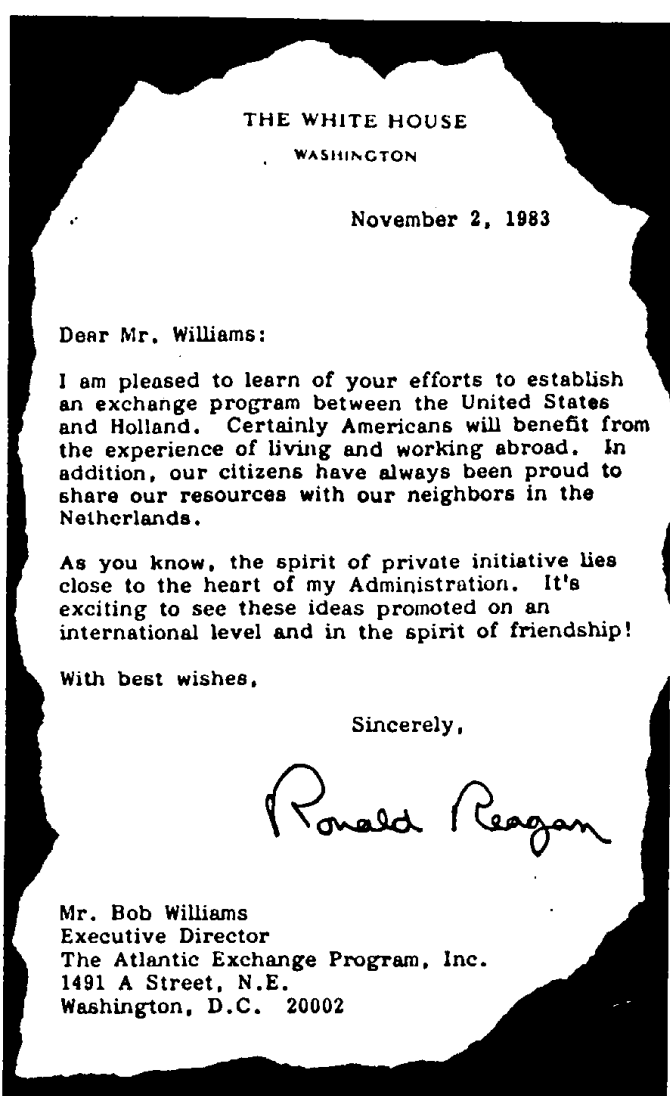 THE WHITE HOUSE
WASHINGTON
November 2, 1983
Dear Mr. Williams:
I am pleased to learn of your efforts to establish
an exchange program between the United States
and Holland. Certainly Americans will benefit from
the experience of living and working abroad. In
addition, our citizens have always been proud to
share our resources with our neighbors in the
Netherlands.
As you know, the spirit of private initiative lies
close to the heart of my Administration. It's
exciting to see these ideas promoted on an
international level and in the spirit of friendship!
With best wishes,
Sincerely,
Ronald Reagan
Mr. Bob Williams
Executive Director
The Atlantic Exchange Program, Inc.
1491 A Street, N.E.
Washington, D.C. 20002